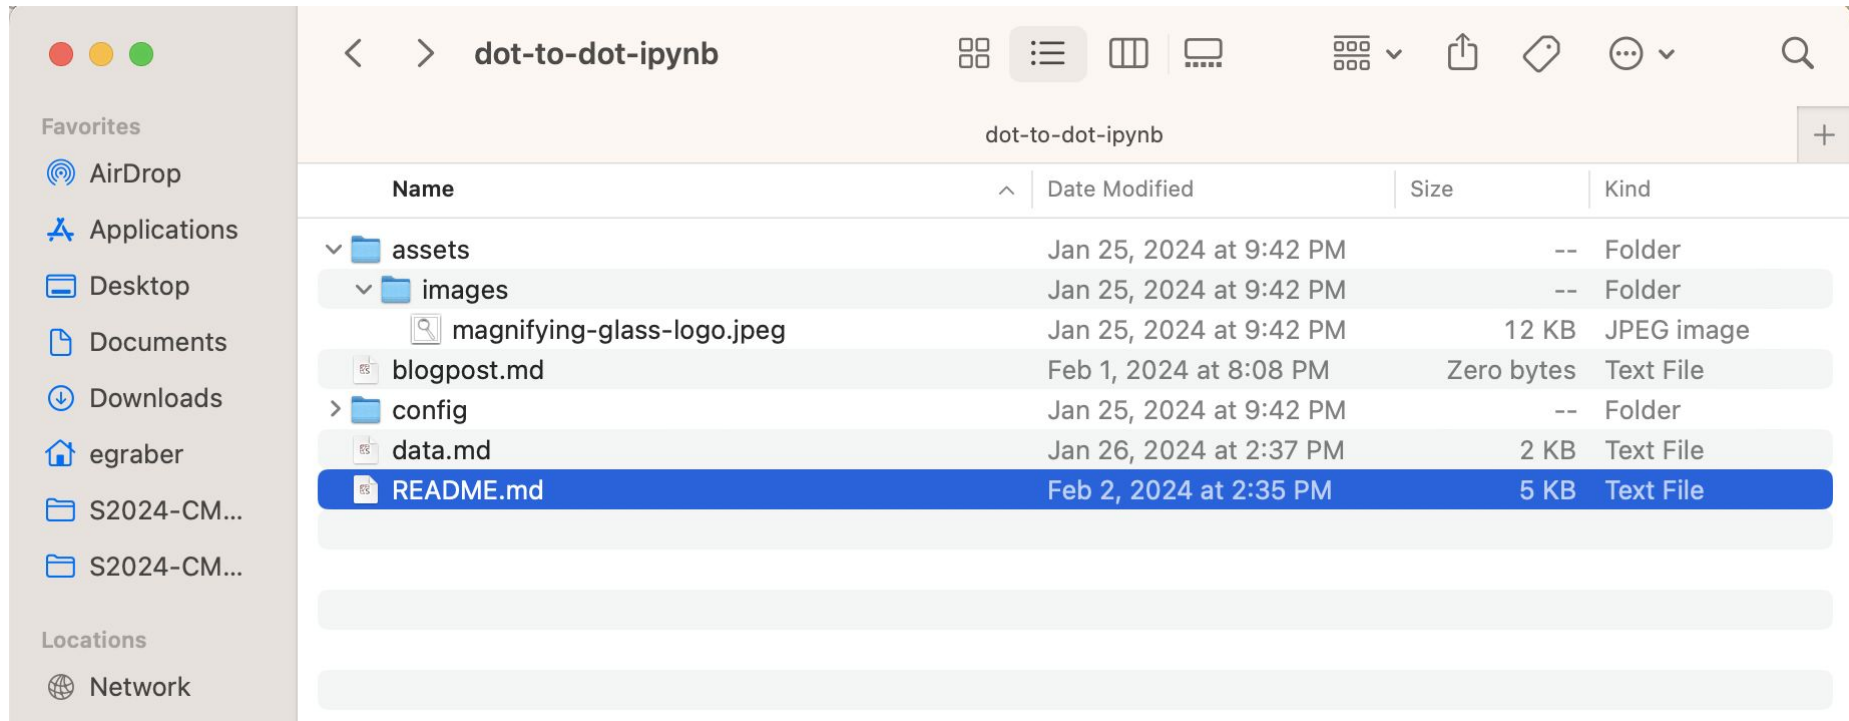 dot-to-dot-ipynb
dot-to-dot-ipynb
Favorites
AirDrop
Applications
Desktop
Documents
Downloads
egraber
S2024-CM...
S2024-CM...
Locations
Network
Name Date Modified Size Kind
assets Jan 25, 2024 at 9:42 PM -- Folder
images Jan 25, 2024 at 9:42 PM -- Folder
magnifying-glass-logo.jpeg Jan 25, 2024 at 9:42 PM 12 KB JPEG image
blogpost.md Feb 1, 2024 at 8:08 PM Zero bytes Text File
config Jan 25, 2024 at 9:42 PM -- Folder
data.md Jan 26, 2024 at 2:37 PM 2 KB Text File
README.md Feb 2, 2024 at 2:35 PM 5 KB Text File